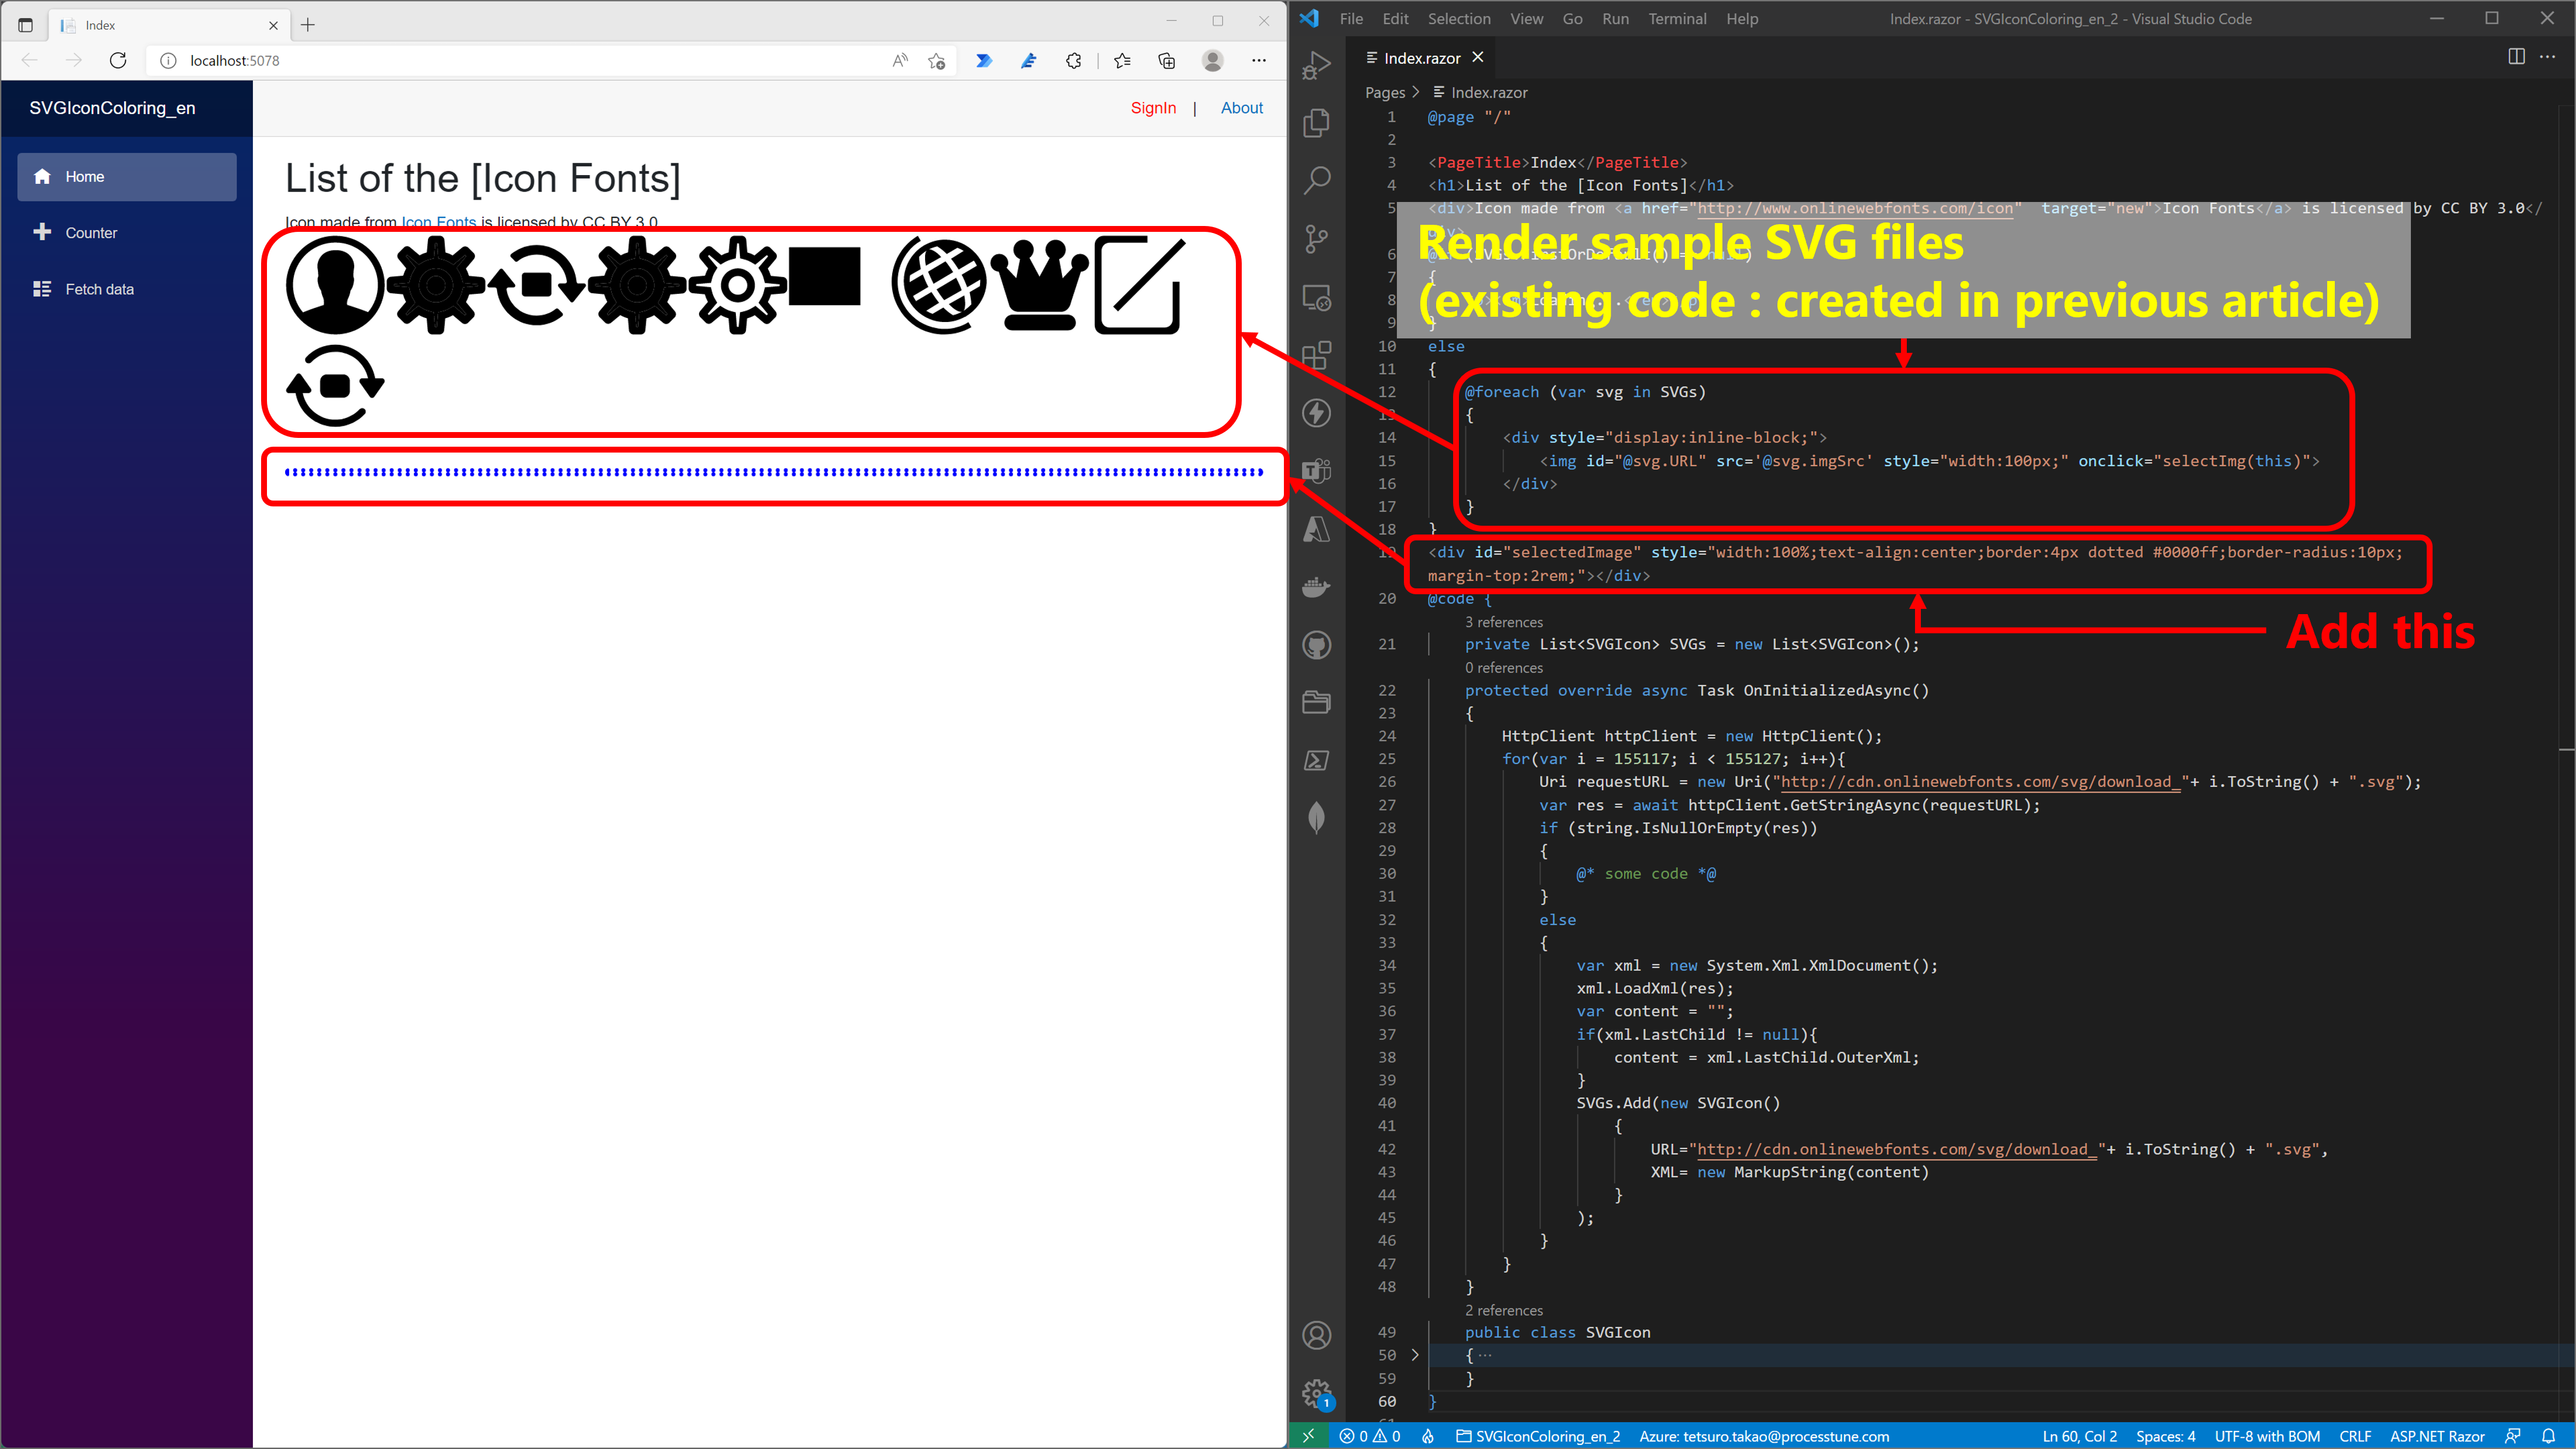 Index
localhost:5078
SVGIconColoring_en
SignIn | About
Home
Counter
Fetch data
List of the [Icon Fonts]
Icon made from Icon Fonts is licensed by CC BY 3.0
File Edit Selection View Go Run Terminal Help
Index.razor - SVGIconColoring_en_2 - Visual Studio Code
Index.razor
Pages > Index.razor
1 @page "/"
2
3 <PageTitle>Index</PageTitle>
4 <h1>List of the [Icon Fonts]</h1>
5 <div>Icon made from <a href="http://www.onlinewebfonts.com/icon" target="new">Icon Fonts</a> is licensed by CC BY 3.0</
Render sample SVG files
(existing code : created in previous article)
6
7 {
8
9 }
10 else
11 {
12 @foreach (var svg in SVGs)
13 {
14 <div style="display:inline-block;">
15 <img id="@svg.URL" src='@svg.imgSrc' style="width:100px;" onclick="selectImg(this)">
16 </div>
17 }
18 }
19 <div id="selectedImage" style="width:100%;text-align:center;border:4px dotted #0000ff;border-radius:10px;
margin-top:2rem;"></div>
20 @code {
Add this
3 references
21 private List<SVGIcon> SVGs = new List<SVGIcon>();
0 references
22 protected override async Task OnInitializedAsync()
23 {
24 HttpClient httpClient = new HttpClient();
25 for(var i = 155117; i < 155127; i++){
26 Uri requestURL = new Uri("http://cdn.onlinewebfonts.com/svg/download_"+ i.ToString() + ".svg");
27 var res = await httpClient.GetStringAsync(requestURL);
28 if (string.IsNullOrEmpty(res))
29 {
30 @* some code *@
31 }
32 else
33 {
34 var xml = new System.Xml.XmlDocument();
35 xml.LoadXml(res);
36 var content = "";
37 if(xml.LastChild != null){
38 content = xml.LastChild.OuterXml;
39 }
40 SVGs.Add(new SVGIcon()
41 {
42 URL="http://cdn.onlinewebfonts.com/svg/download_"+ i.ToString() + ".svg",
43 XML= new MarkupString(content)
44 }
45 );
46 }
47 }
48 }
2 references
49 public class SVGIcon
50 > {···
59 }
60 }
1
0 0 SVGIconColoring_en_2 Azure: tetsuro.takao@processtune.com Ln 60, Col 2 Spaces: 4 UTF-8 with BOM CRLF ASP.NET Razor